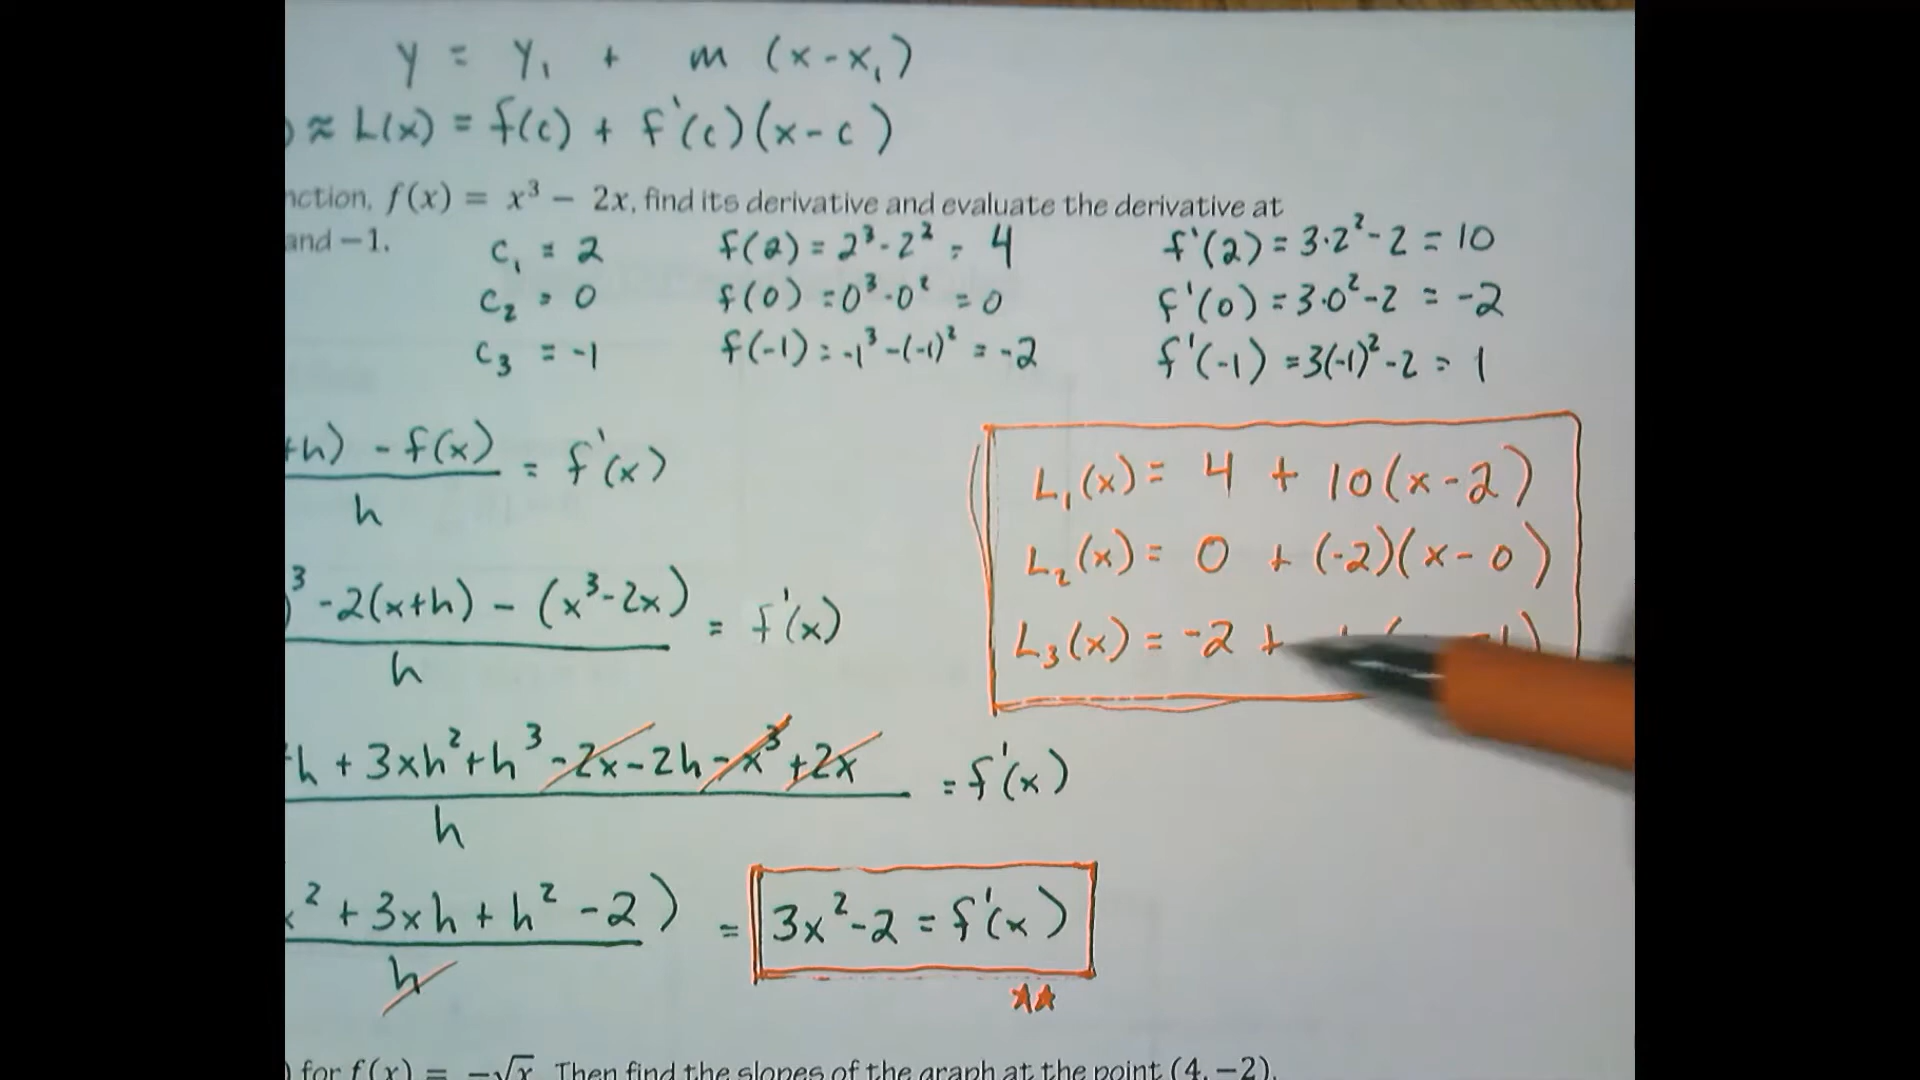 y = y₁ + m (x-x₁)
) ≈ L(x) = f(c) + f'(c)(x-c)
nction, f(x) = x³ − 2x, find its derivative and evaluate the derivative at
and −1.
c₁ = 2 f(2) = 2³-2² = 4 f'(2) = 3·2²-2 = 10
c₂ = 0 f(0) = 0³-0² = 0 f'(0) = 3·0²-2 = -2
c₃ = -1 f(-1) = -1³-(-1)² = -2 f'(-1) = 3(-1)²-2 = 1
+h) - f(x) = f'(x)
h
L₁(x) = 4 + 10(x-2)
L₂(x) = 0 + (-2)(x-0)
L₃(x) = -2 +
)³ -2(x+h) - (x³-2x) = f'(x)
h
h + 3xh² + h³ -2x -2h -x³ +2x = f'(x)
h
x² + 3xh + h² -2) = 3x²-2 = f'(x)
h
★★
) for f(x) = −√x. Then find the slopes of the graph at the point (4, −2).